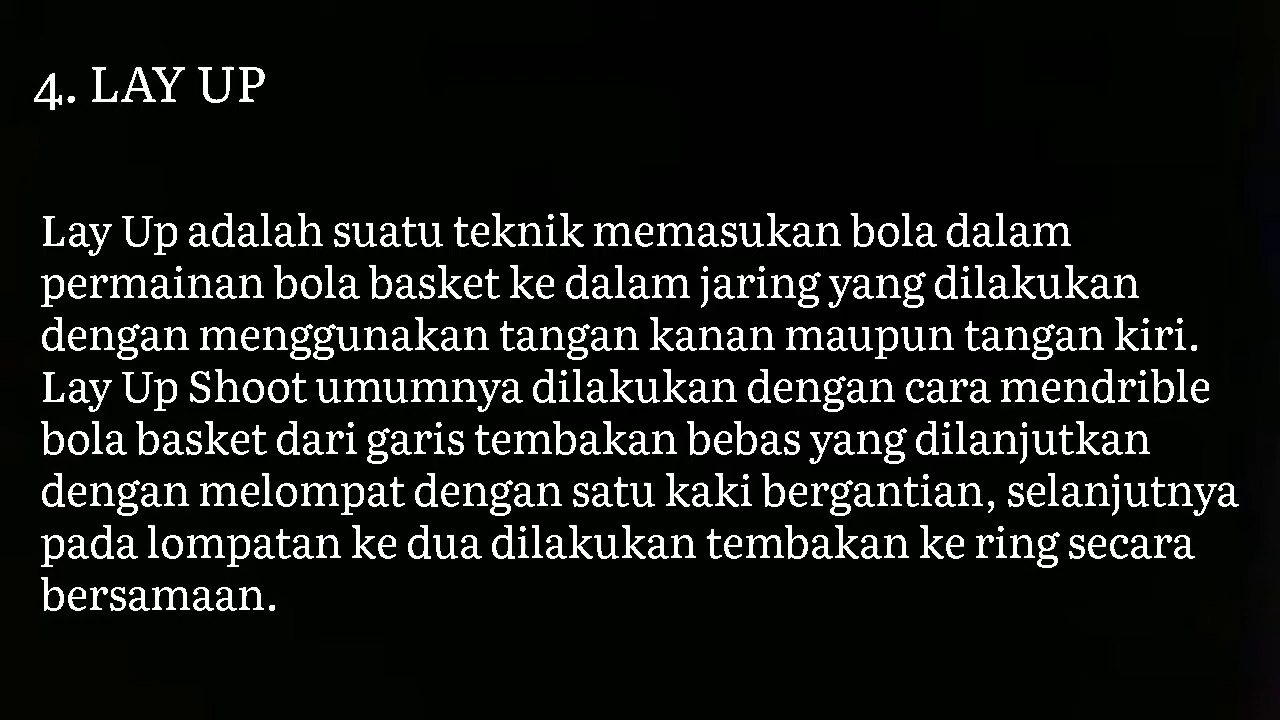 4. LAY UP
Lay Up adalah suatu teknik memasukan bola dalam
permainan bola basket ke dalam jaring yang dilakukan
dengan menggunakan tangan kanan maupun tangan kiri.
Lay Up Shoot umumnya dilakukan dengan cara mendrible
bola basket dari garis tembakan bebas yang dilanjutkan
dengan melompat dengan satu kaki bergantian, selanjutnya
pada lompatan ke dua dilakukan tembakan ke ring secara
bersamaan.